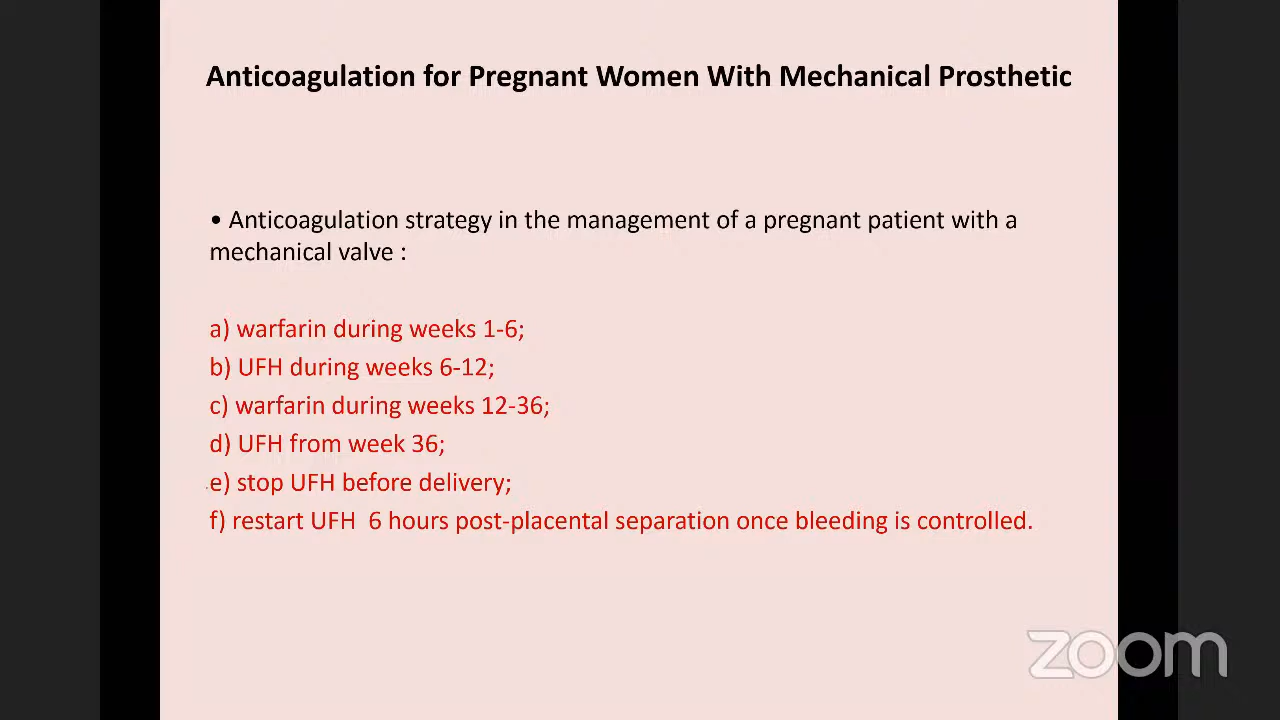 Anticoagulation for Pregnant Women With Mechanical Prosthetic
• Anticoagulation strategy in the management of a pregnant patient with a
mechanical valve :
a) warfarin during weeks 1-6;
b) UFH during weeks 6-12;
c) warfarin during weeks 12-36;
d) UFH from week 36;
e) stop UFH before delivery;
f) restart UFH  6 hours post-placental separation once bleeding is controlled.
zoom